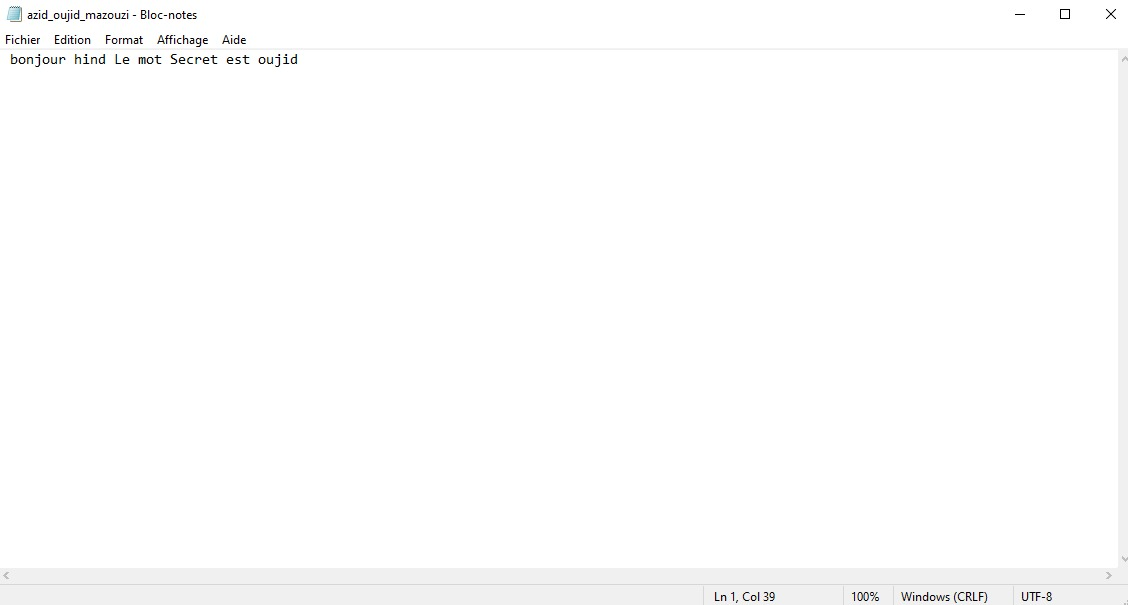 azid_oujid_mazouzi - Bloc-notes
Fichier Edition Format Affichage Aide
bonjour hind Le mot Secret est oujid
Ln 1, Col 39 100% Windows (CRLF) UTF-8